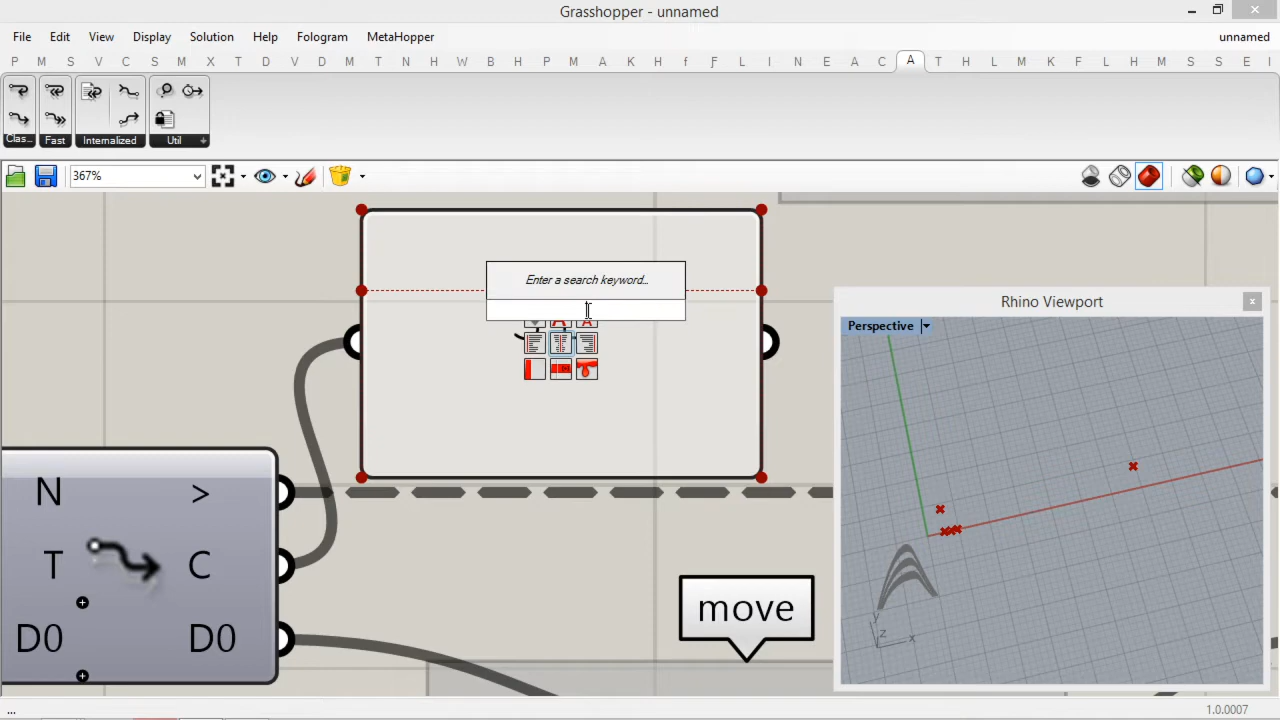 Grasshopper - unnamed
File Edit View Display Solution Help Fologram MetaHopper unnamed
P M S V C S M X T D V D M T N H W B H P M A F H f Ƒ L I N E A C A T H M K F L H M S S E I
Clas... Fast Internalized Util
367%
Enter a search keyword...
Rhino Viewport
Perspective
N >
T C
D0 D0
move
y
z x
...
1.0.0007